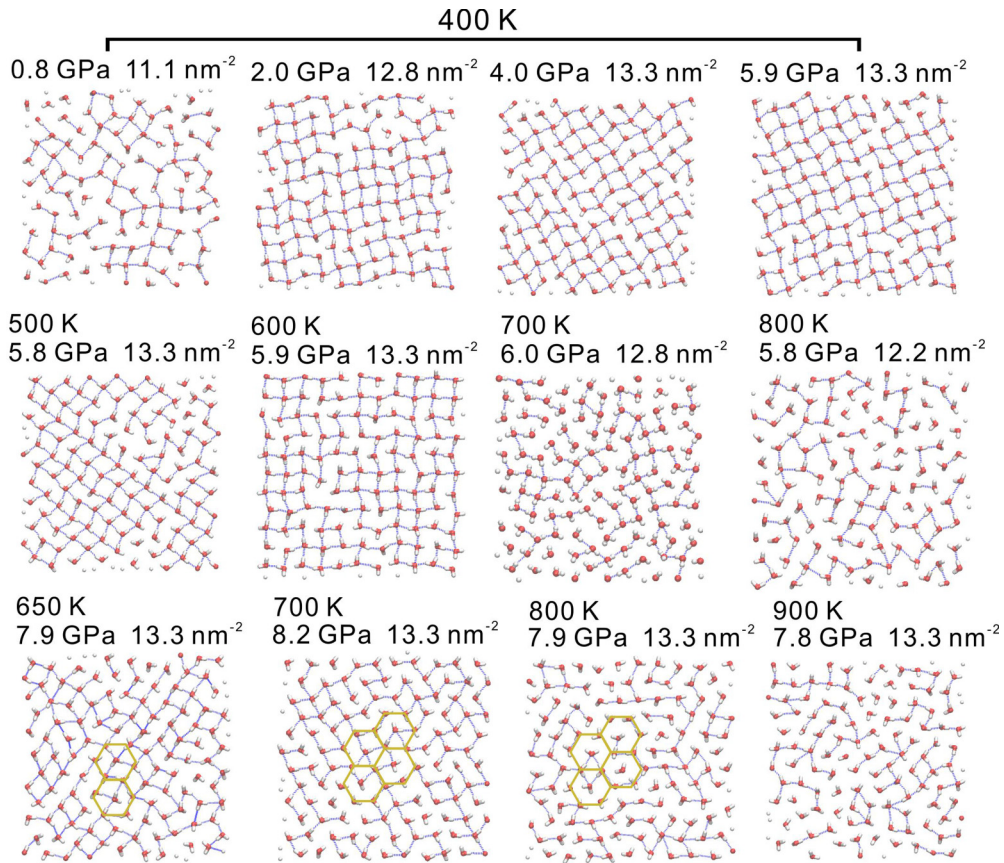 400 K
0.8 GPa 11.1 nm⁻² 2.0 GPa 12.8 nm⁻² 4.0 GPa 13.3 nm⁻² 5.9 GPa 13.3 nm⁻²
500 K 600 K 700 K 800 K
5.8 GPa 13.3 nm⁻² 5.9 GPa 13.3 nm⁻² 6.0 GPa 12.8 nm⁻² 5.8 GPa 12.2 nm⁻²
650 K 700 K 800 K 900 K
7.9 GPa 13.3 nm⁻² 8.2 GPa 13.3 nm⁻² 7.9 GPa 13.3 nm⁻² 7.8 GPa 13.3 nm⁻²